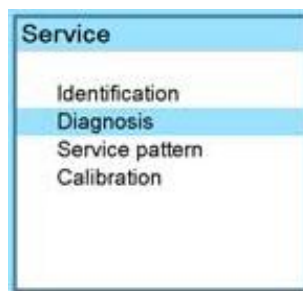 Service
Identification
Diagnosis
Service pattern
Calibration